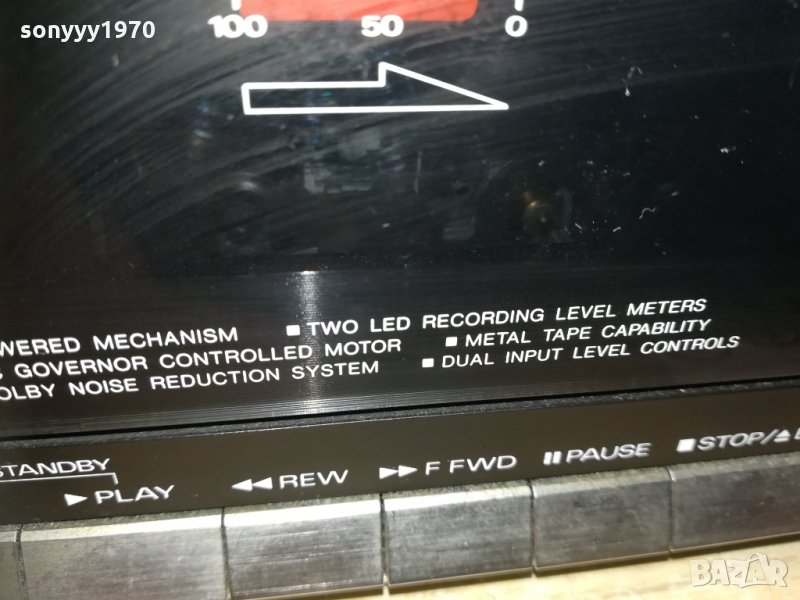 sonyyy1970
100 50 0
WERED MECHANISM ■ TWO LED RECORDING LEVEL METERS
GOVERNOR CONTROLLED MOTOR ■ METAL TAPE CAPABILITY
OLBY NOISE REDUCTION SYSTEM ■ DUAL INPUT LEVEL CONTROLS
STANDBY
▶ PLAY ◀◀ REW ▶▶ F FWD ❚❚ PAUSE ■ STOP/⏏
BAZAR